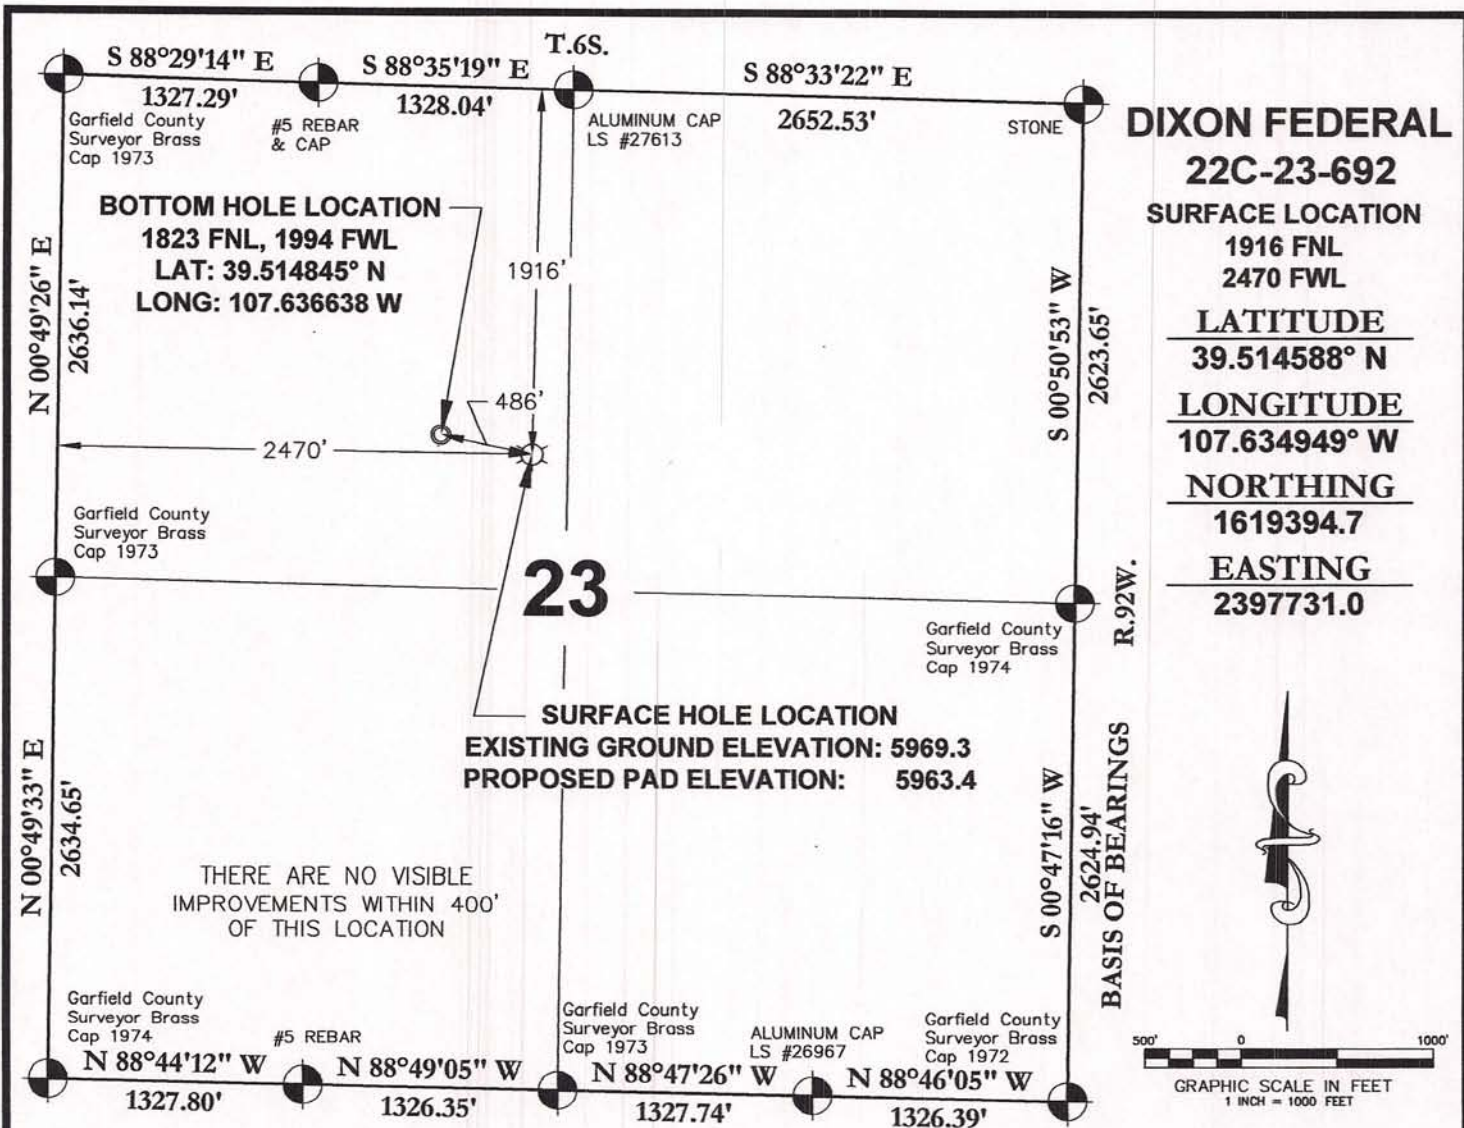 T.6S.
S 88°29'14" E
1327.29'
S 88°35'19" E
1328.04'
S 88°33'22" E
2652.53'
Garfield County
Surveyor Brass
Cap 1973
#5 REBAR
& CAP
ALUMINUM CAP
LS #27613
STONE
DIXON FEDERAL
22C-23-692
SURFACE LOCATION
1916 FNL
2470 FWL
LATITUDE
39.514588° N
LONGITUDE
107.634949° W
NORTHING
1619394.7
EASTING
2397731.0
BOTTOM HOLE LOCATION
1823 FNL, 1994 FWL
LAT: 39.514845° N
LONG: 107.636638 W
N 00°49'26" E
2636.14'
1916'
486'
2470'
S 00°50'53" W
2623.65'
Garfield County
Surveyor Brass
Cap 1973
23
R.92W.
Garfield County
Surveyor Brass
Cap 1974
SURFACE HOLE LOCATION
EXISTING GROUND ELEVATION: 5969.3
PROPOSED PAD ELEVATION: 5963.4
N 00°49'33" E
2634.65'
S 00°47'16" W
2624.94'
BASIS OF BEARINGS
THERE ARE NO VISIBLE
IMPROVEMENTS WITHIN 400'
OF THIS LOCATION
Garfield County
Surveyor Brass
Cap 1974
#5 REBAR
Garfield County
Surveyor Brass
Cap 1973
ALUMINUM CAP
LS #26967
Garfield County
Surveyor Brass
Cap 1972
N 88°44'12" W
1327.80'
N 88°49'05" W
1326.35'
N 88°47'26" W
1327.74'
N 88°46'05" W
1326.39'
500' 0 1000'
GRAPHIC SCALE IN FEET
1 INCH = 1000 FEET